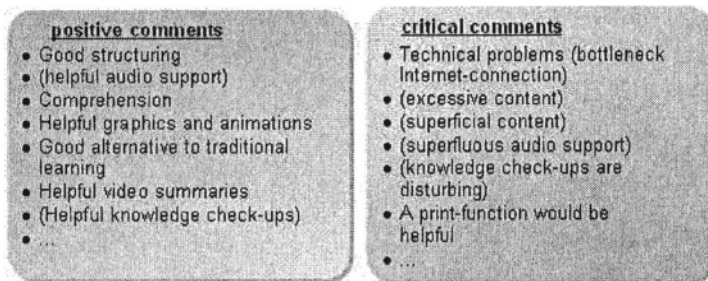 positive comments
• Good structuring
• (helpful audio support)
• Comprehension
• Helpful graphics and animations
• Good alternative to traditional
learning
• Helpful video summaries
• (Helpful knowledge check-ups)
• ...
critical comments
• Technical problems (bottleneck
Internet-connection)
• (excessive content)
• (superficial content)
• (superfluous audio support)
• (knowledge check-ups are
disturbing)
• A print-function would be
helpful
• ...